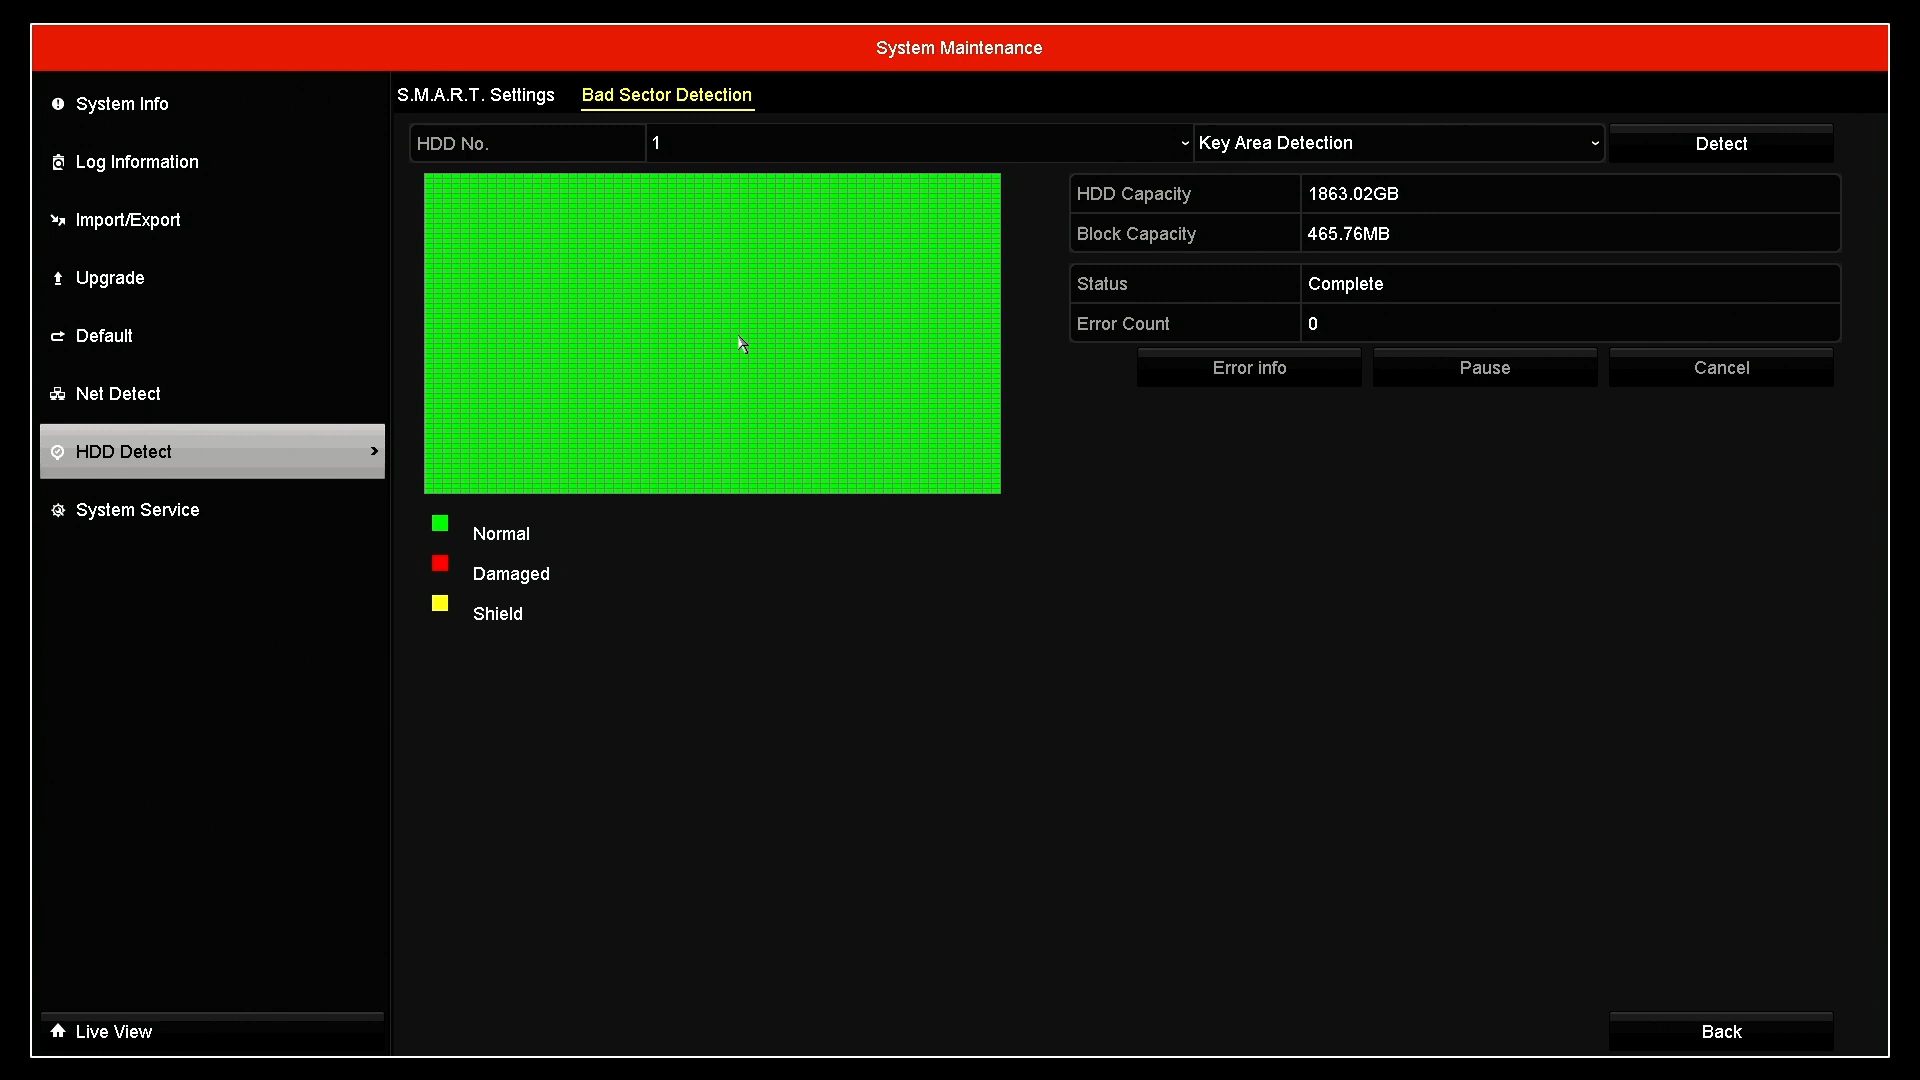 System Maintenance
System Info
Log Information
Import/Export
Upgrade
Default
Net Detect
HDD Detect
System Service
Live View
S.M.A.R.T. Settings
Bad Sector Detection
HDD No.
1
Key Area Detection
Detect
HDD Capacity
1863.02GB
Block Capacity
465.76MB
Status
Complete
Error Count
0
Error info
Pause
Cancel
Normal
Damaged
Shield
Back